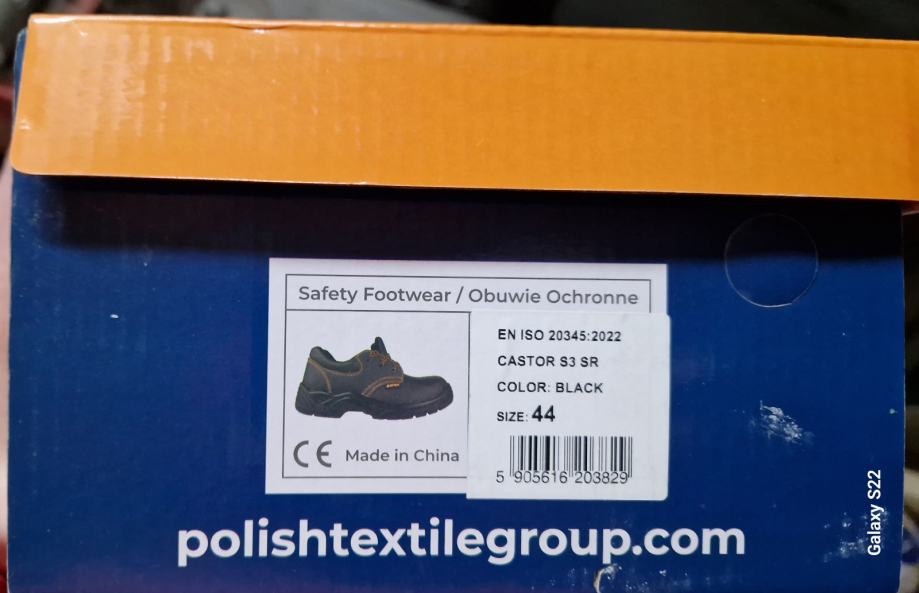 Safety Footwear / Obuwie Ochronne
EN ISO 20345:2022
CASTOR S3 SR
COLOR: BLACK
SIZE: 44
5 905616 203829
CE Made in China
polishtextilegroup.com
Galaxy S22